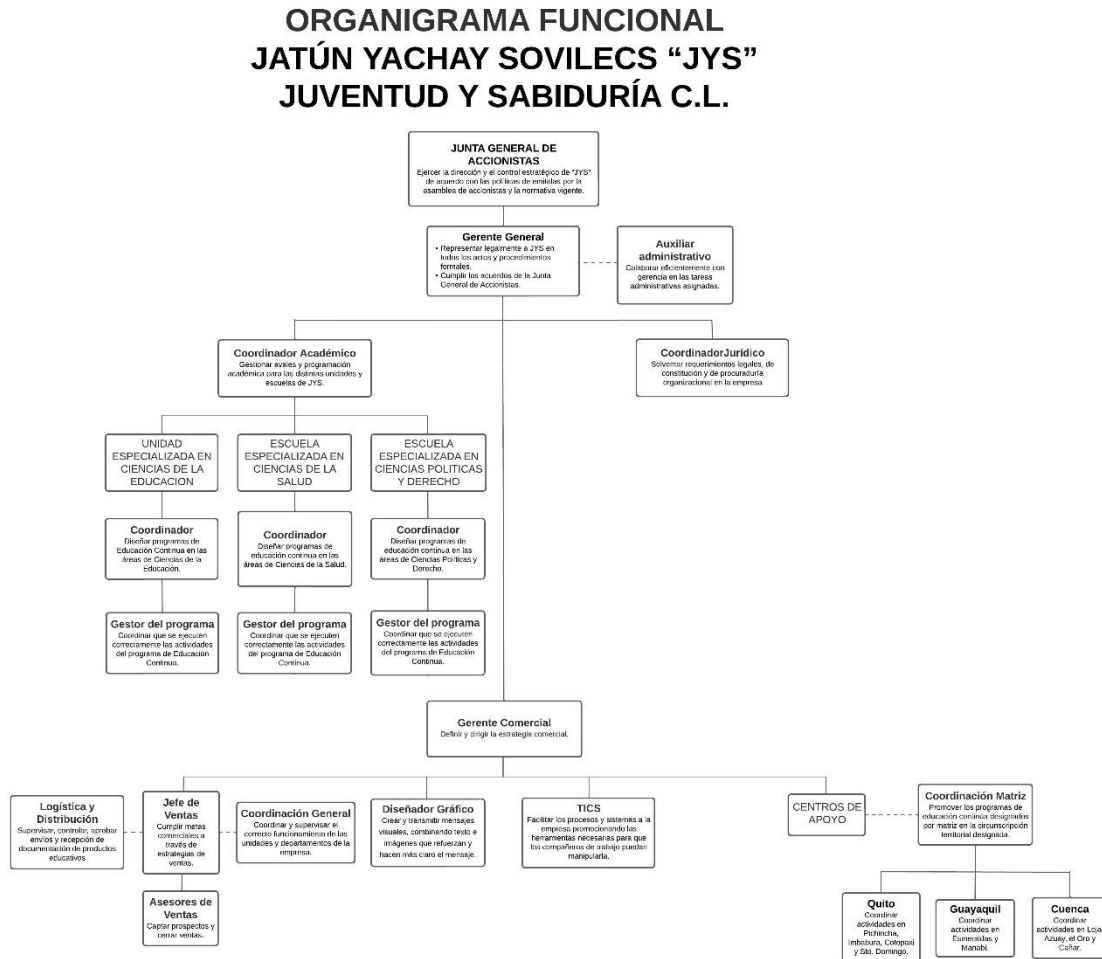 ORGANIGRAMA FUNCIONAL
JATÚN YACHAY SOVILECS “JYS”
JUVENTUD Y SABIDURÍA C.L.
JUNTA GENERAL DE
ACCIONISTAS
Ejercer la dirección y el control estratégico de "JYS"
de acuerdo con las políticas de emitidas por la
asamblea de accionistas y la normativa vigente.
Gerente General
• Representar legalmente a JYS en
todos los actos y procedimientos
formales.
• Cumplir los acuerdos de la Junta
General de Accionistas.
Auxiliar
administrativo
Colaborar eficientemente con
gerencia en las tareas
administrativas asignadas.
Coordinador Académico
Gestionar avales y programación
académica para las distintas unidades y
escuelas de JYS.
CoordinadorJurídico
Solventar requerimientos legales, de
constitución y de procuraduría
organizacional en la empresa
UNIDAD
ESPECIALIZADA EN
CIENCIAS DE LA
EDUCACION
ESCUELA
ESPECIALIZADA EN
CIENCIAS DE LA
SALUD
ESCUELA
ESPECIALIZADA EN
CIENCIAS POLITICAS
Y DERECHO
Coordinador
Diseñar programas de
Educación Continua en las
áreas de Ciencias de la
Educación.
Coordinador
Diseñar programas de
educación continua en las
áreas de Ciencias de la Salud.
Coordinador
Diseñar programas de
educación continua en las
áreas de Ciencias Políticas y
Derecho.
Gestor del programa
Coordinar que se ejecuten
correctamente las actividades
del programa de Educación
Continua.
Gestor del programa
Coordinar que se ejecuten
correctamente las actividades
del programa de Educación
Continua.
Gestor del programa
Coordinar que se ejecuten
correctamente las actividades
del programa de Educación
Continua.
Gerente Comercial
Definir y dirigir la estrategia comercial.
Logística y
Distribución
Supervisar, controlar, aprobar
envíos y recepción de
documentación de productos
educativos
Jefe de
Ventas
Cumplir metas
comerciales a
través de
estrategias de
ventas.
Coordinación General
Coordinar y supervisar el
correcto funcionamiento de las
unidades y departamentos de la
empresa.
Diseñador Gráfico
Crear y transmitir mensajes
visuales, combinando texto e
imágenes que refuerzan y
hacen más claro el mensaje.
TICS
Facilitar los procesos y sistemas a la
empresa promocionando las
herramientas necesarias para que
los compañeros de trabajo puedan
manipularla.
CENTROS DE
APOYO
Coordinación Matriz
Promover los programas de
educación continúa designados
por matriz en la circunscripción
territorial designada.
Asesores de
Ventas
Captar prospectos y
cerrar ventas.
Quito
Coordinar
actividades en
Pichincha,
Imbabura, Cotopaxi
y Sto. Domingo.
Guayaquil
Coordinar
actividades en
Esmeraldas y
Manabí.
Cuenca
Coordinar
actividades en Loja,
Azuay, el Oro y
Cañar.